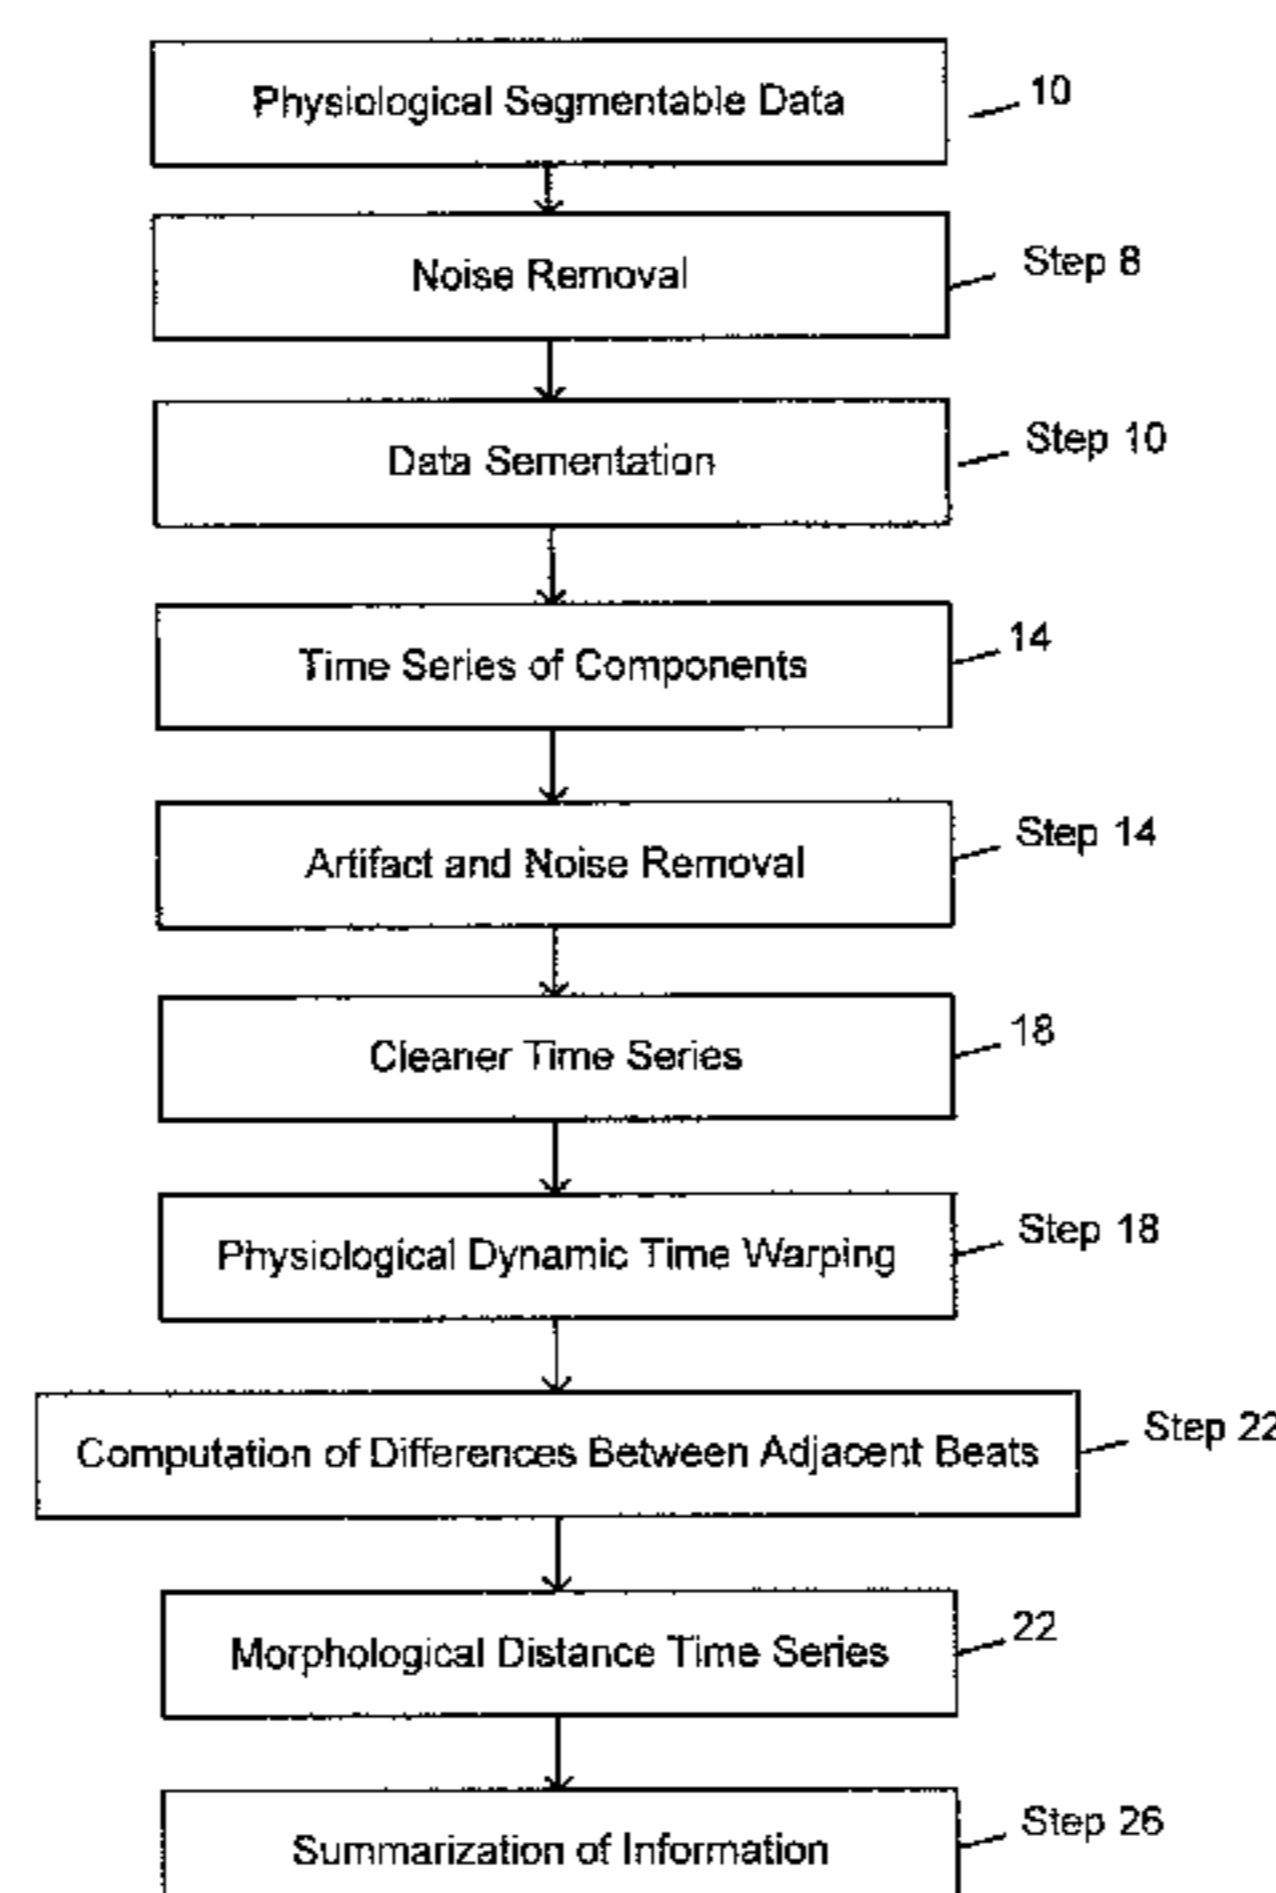 Physiological Segmentable Data
10
Noise Removal
Step 8
Data Sementation
Step 10
Time Series of Components
14
Artifact and Noise Removal
Step 14
Cleaner Time Series
18
Physiological Dynamic Time Warping
Step 18
Computation of Differences Between Adjacent Beats
Step 22
Morphological Distance Time Series
22
Summarization of Information
Step 26